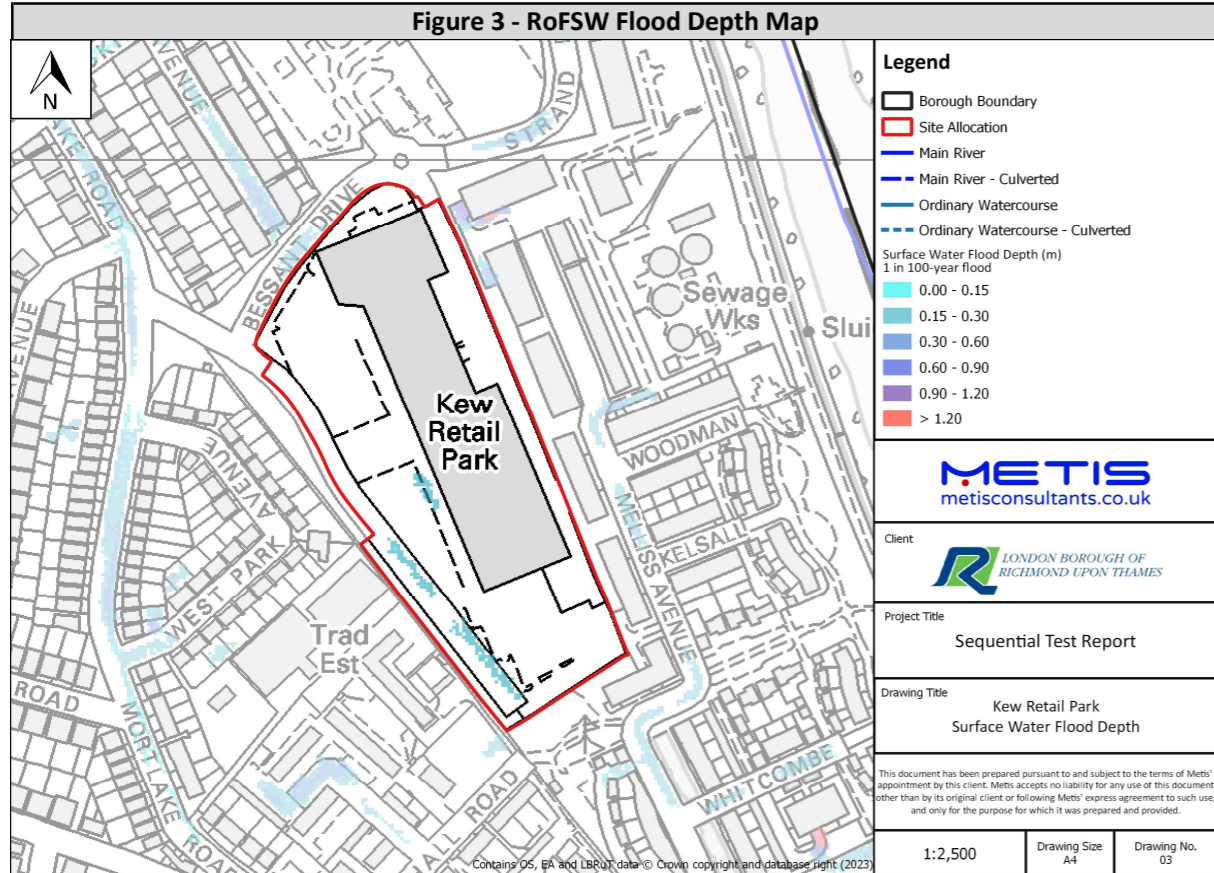 Figure 3 - RoFSW Flood Depth Map
N
AVENUE
STRAND
BESSANT DRIVE
AVENUE
Kew
Retail
Park
Sewage
Wks
Slui
WOODMAN
KELSALL
MELLISS AVENUE
AVENUE
WEST PARK
Trad
Est
ROAD
MORTLAKE
ROAD
ROAD
WHITCOMBE
Contains OS, EA and LBRuT data © Crown copyright and database right (2023)
Legend
Borough Boundary
Site Allocation
Main River
Main River - Culverted
Ordinary Watercourse
Ordinary Watercourse - Culverted
Surface Water Flood Depth (m)
1 in 100-year flood
0.00 - 0.15
0.15 - 0.30
0.30 - 0.60
0.60 - 0.90
0.90 - 1.20
> 1.20
METIS
metisconsultants.co.uk
Client
LONDON BOROUGH OF
RICHMOND UPON THAMES
Project Title
Sequential Test Report
Drawing Title
Kew Retail Park
Surface Water Flood Depth
This document has been prepared pursuant to and subject to the terms of Metis'
appointment by this client. Metis accepts no liability for any use of this document
other than by its original client or following Metis' express agreement to such use,
and only for the purpose for which it was prepared and provided.
1:2,500
Drawing Size
A4
Drawing No.
03